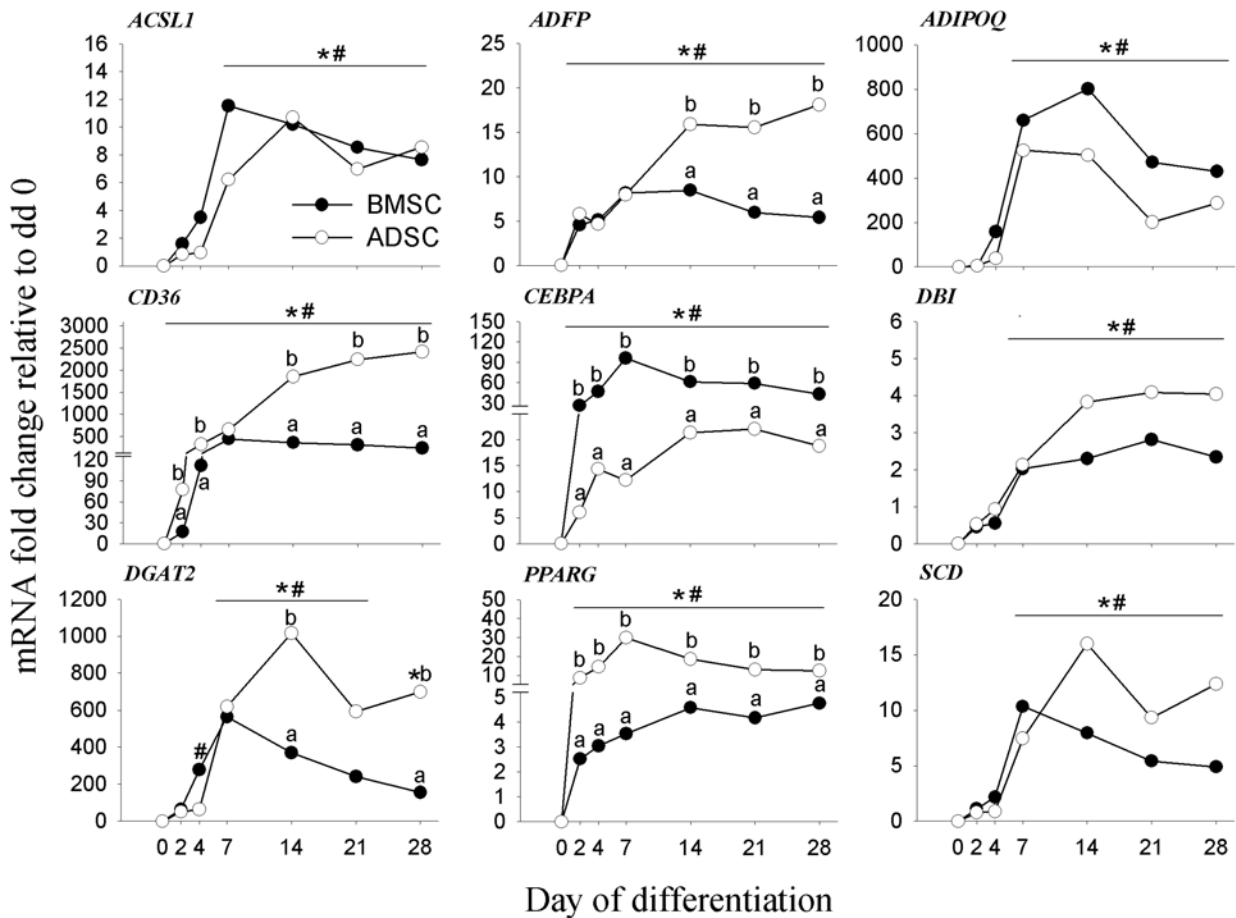 ACSL1 ADFP ADIPOQ
16 14 12 10 8 6 4 2 0
*#
BMSC
ADSC
25 20 15 10 5 0
*#
b b b
a a a
1000 800 600 400 200 0
*#
CD36 CEBPA DBI
3000 2500 2000 1500 1000 500 120 90 60 30 0
*#
b b b b b
a a a a a
150 120 90 60 30 20 15 10 5 0
*#
b b b b b b
a a a a a a
6 5 4 3 2 1 0
*#
DGAT2 PPARG SCD
1200 1000 800 600 400 200 0
*#
b *b
# a a
0 2 4 7 14 21 28
50 40 30 20 10 5 4 3 2 1 0
*#
b b b b b b
a a a a a a
0 2 4 7 14 21 28
20 15 10 5 0
*#
0 2 4 7 14 21 28
mRNA fold change relative to dd 0
Day of differentiation